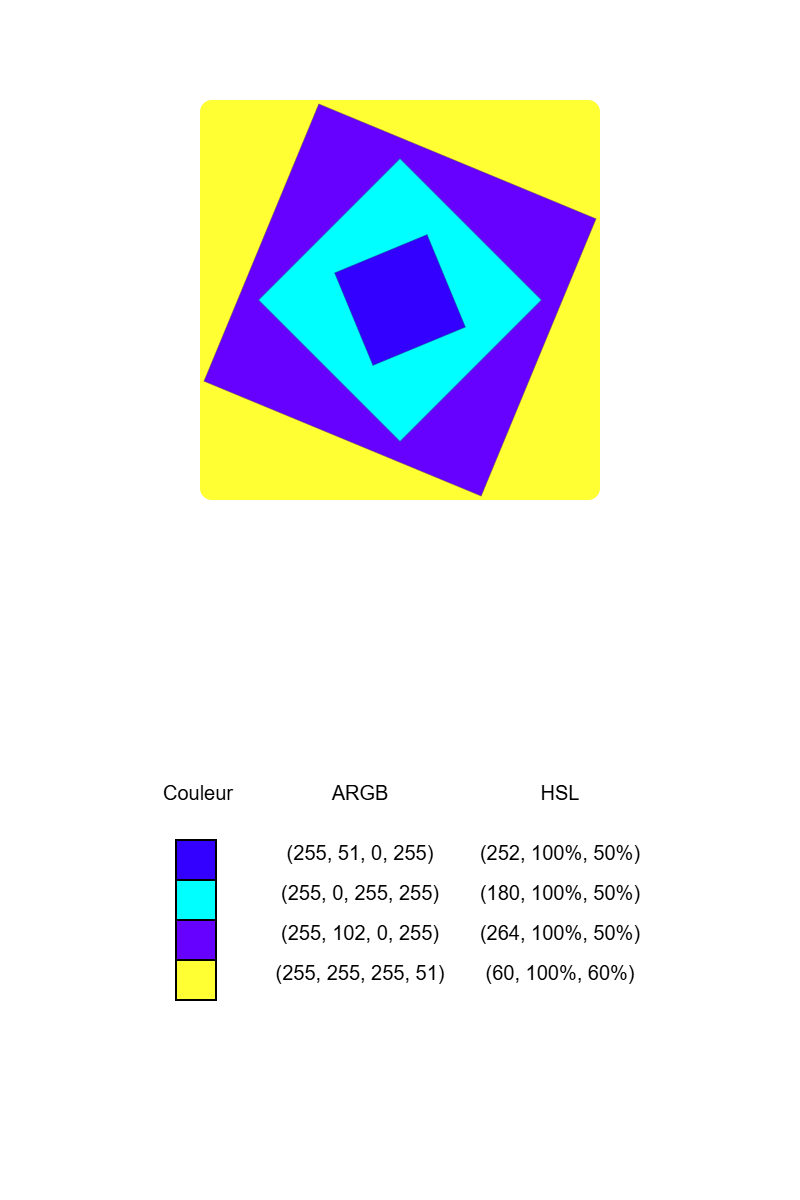 Couleur ARGB HSL
(255, 51, 0, 255) (252, 100%, 50%)
(255, 0, 255, 255) (180, 100%, 50%)
(255, 102, 0, 255) (264, 100%, 50%)
(255, 255, 255, 51) (60, 100%, 60%)